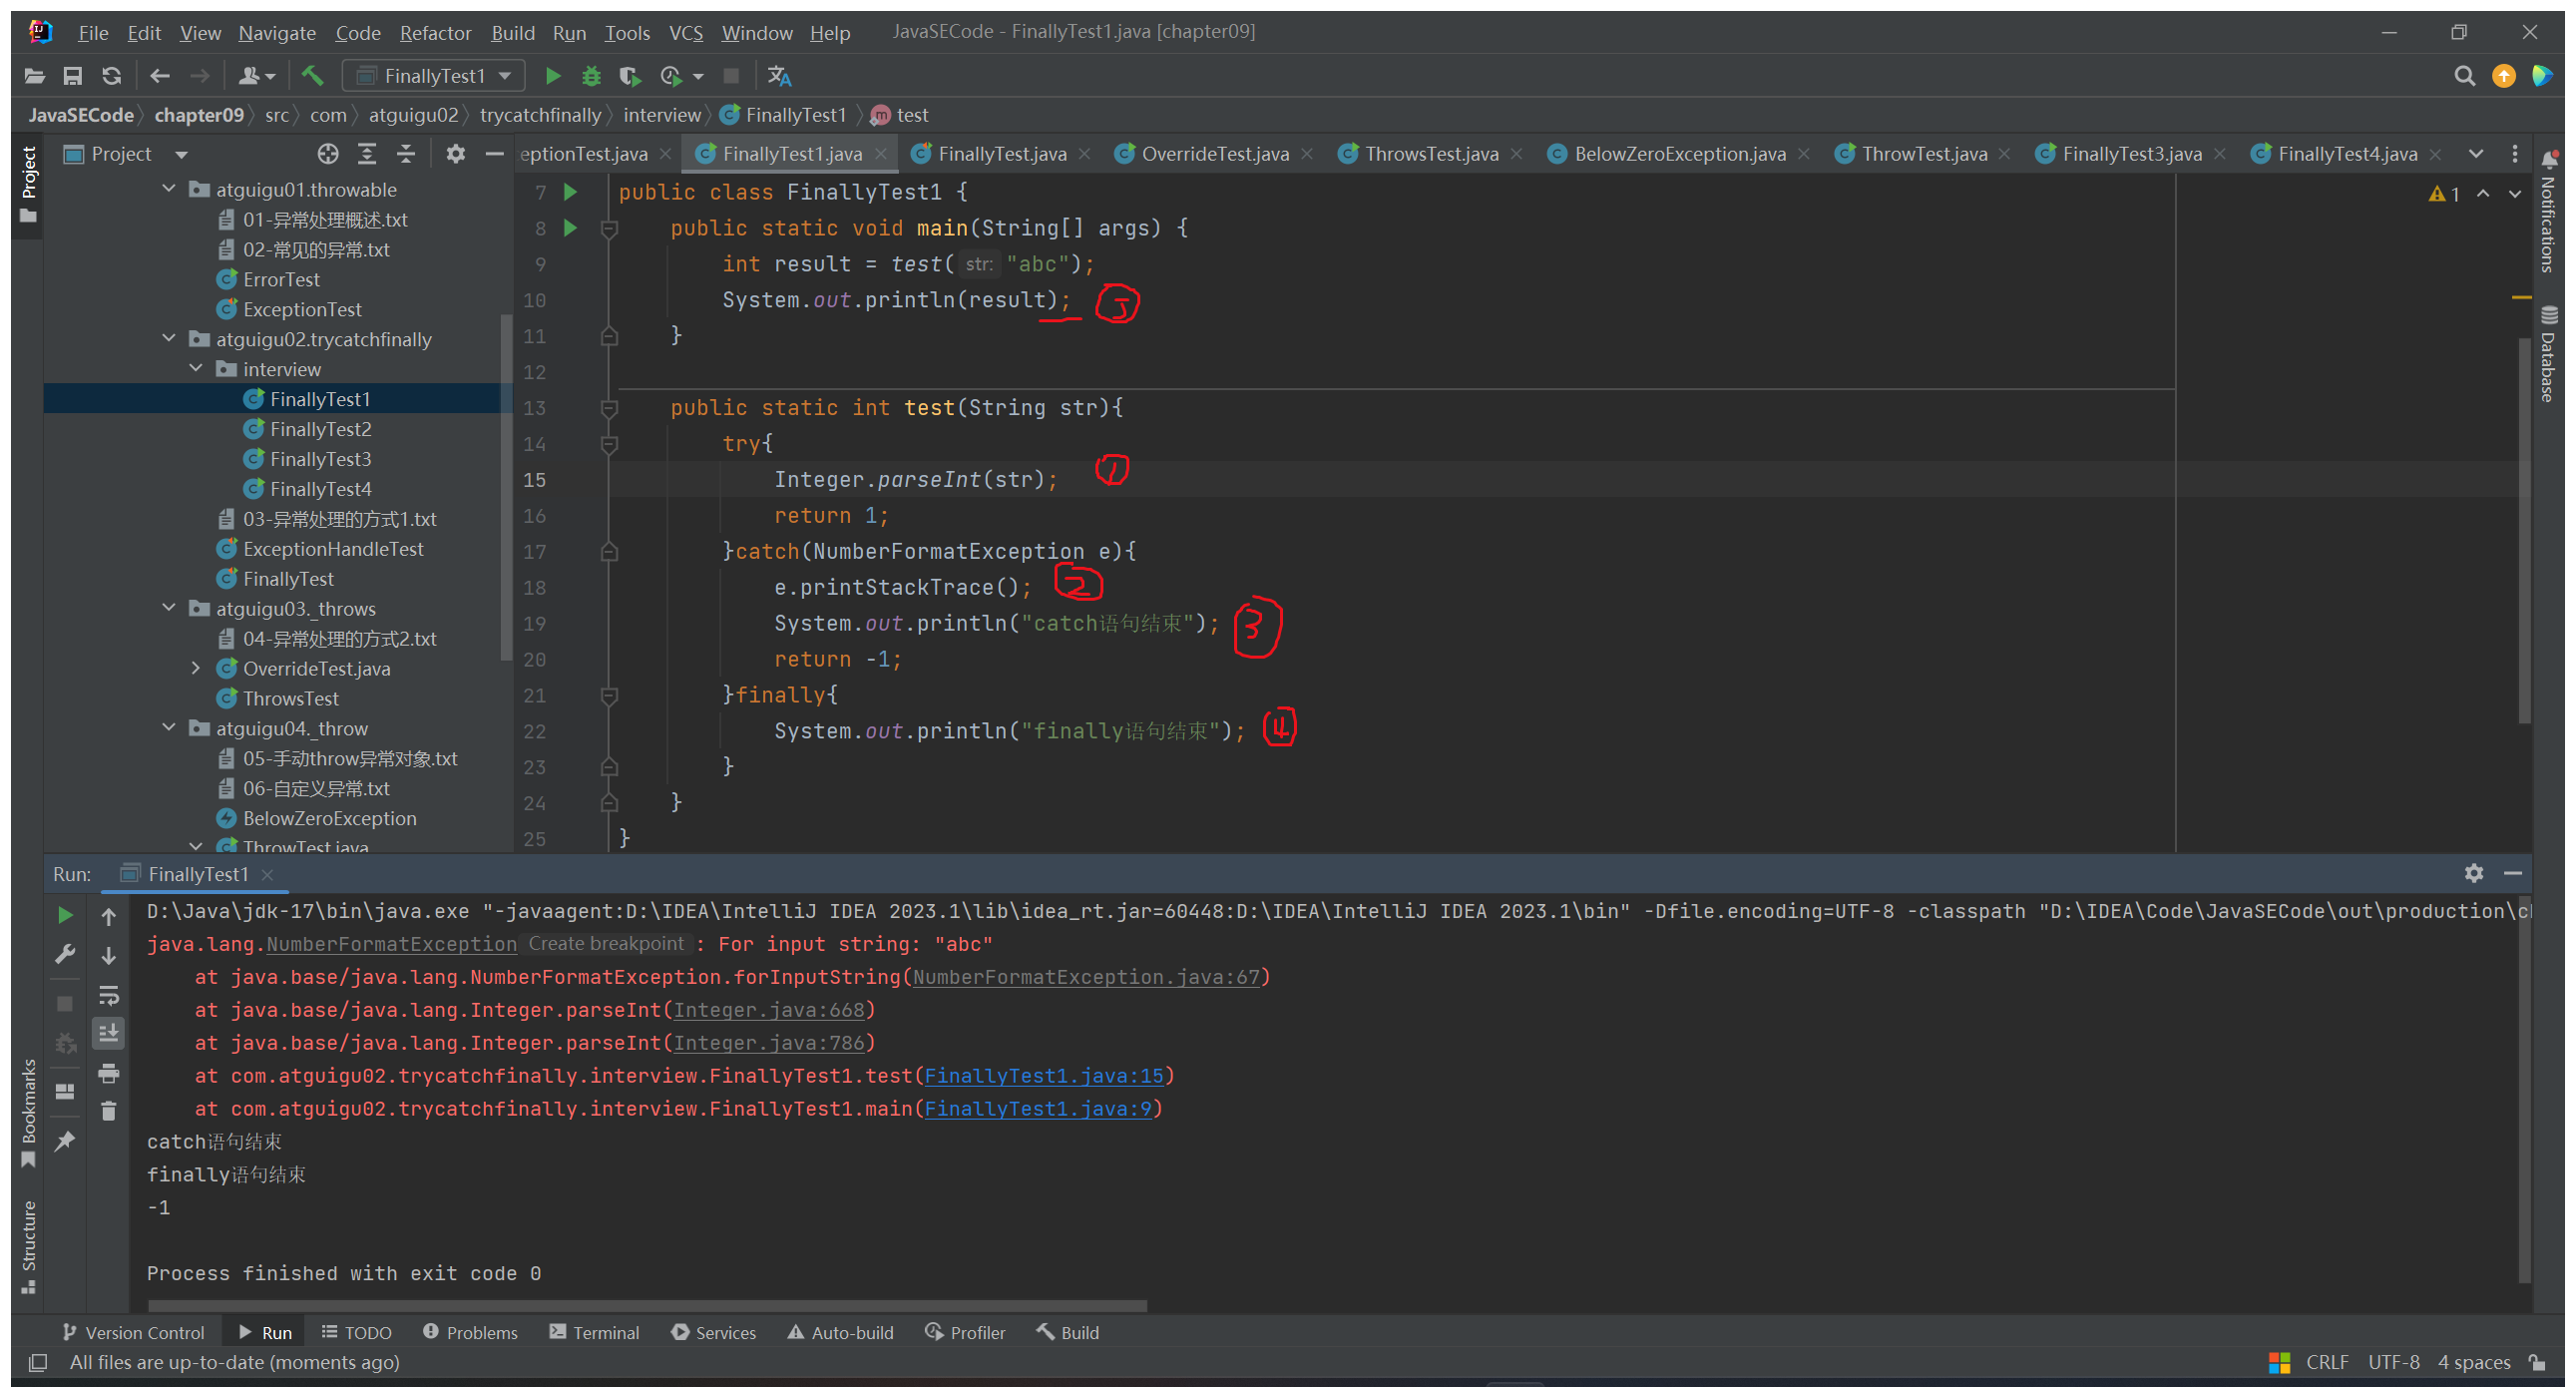 File Edit View Navigate Code Refactor Build Run Tools VCS Window Help JavaSECode - FinallyTest1.java [chapter09]
FinallyTest1
JavaSECode chapter09 src com atguigu02 trycatchfinally interview FinallyTest1 test
Project
eptionTest.java FinallyTest1.java FinallyTest.java OverrideTest.java ThrowsTest.java BelowZeroException.java ThrowTest.java FinallyTest3.java FinallyTest4.java
Project
atguigu01.throwable
01-异常处理概述.txt
02-常见的异常.txt
ErrorTest
ExceptionTest
atguigu02.trycatchfinally
interview
FinallyTest1
FinallyTest2
FinallyTest3
FinallyTest4
03-异常处理的方式1.txt
ExceptionHandleTest
FinallyTest
atguigu03._throws
04-异常处理的方式2.txt
OverrideTest.java
ThrowsTest
atguigu04._throw
05-手动throw异常对象.txt
06-自定义异常.txt
BelowZeroException
ThrowTest.java
7 public class FinallyTest1 {
8 public static void main(String[] args) {
9 int result = test( str: "abc");
10 System.out.println(result); ⑤
11 }
12
13 public static int test(String str){
14 try{
15 Integer.parseInt(str); ①
16 return 1;
17 }catch(NumberFormatException e){
18 e.printStackTrace(); ②
19 System.out.println("catch语句结束"); ③
20 return -1;
21 }finally{
22 System.out.println("finally语句结束"); ④
23 }
24 }
25 }
1
Notifications
Database
Run: FinallyTest1
D:\Java\jdk-17\bin\java.exe "-javaagent:D:\IDEA\IntelliJ IDEA 2023.1\lib\idea_rt.jar=60448:D:\IDEA\IntelliJ IDEA 2023.1\bin" -Dfile.encoding=UTF-8 -classpath "D:\IDEA\Code\JavaSECode\out\production\ch
java.lang.NumberFormatException Create breakpoint : For input string: "abc"
at java.base/java.lang.NumberFormatException.forInputString(NumberFormatException.java:67)
at java.base/java.lang.Integer.parseInt(Integer.java:668)
at java.base/java.lang.Integer.parseInt(Integer.java:786)
at com.atguigu02.trycatchfinally.interview.FinallyTest1.test(FinallyTest1.java:15)
at com.atguigu02.trycatchfinally.interview.FinallyTest1.main(FinallyTest1.java:9)
catch语句结束
finally语句结束
-1
Process finished with exit code 0
Bookmarks
Structure
Version Control Run TODO Problems Terminal Services Auto-build Profiler Build
All files are up-to-date (moments ago) CRLF UTF-8 4 spaces